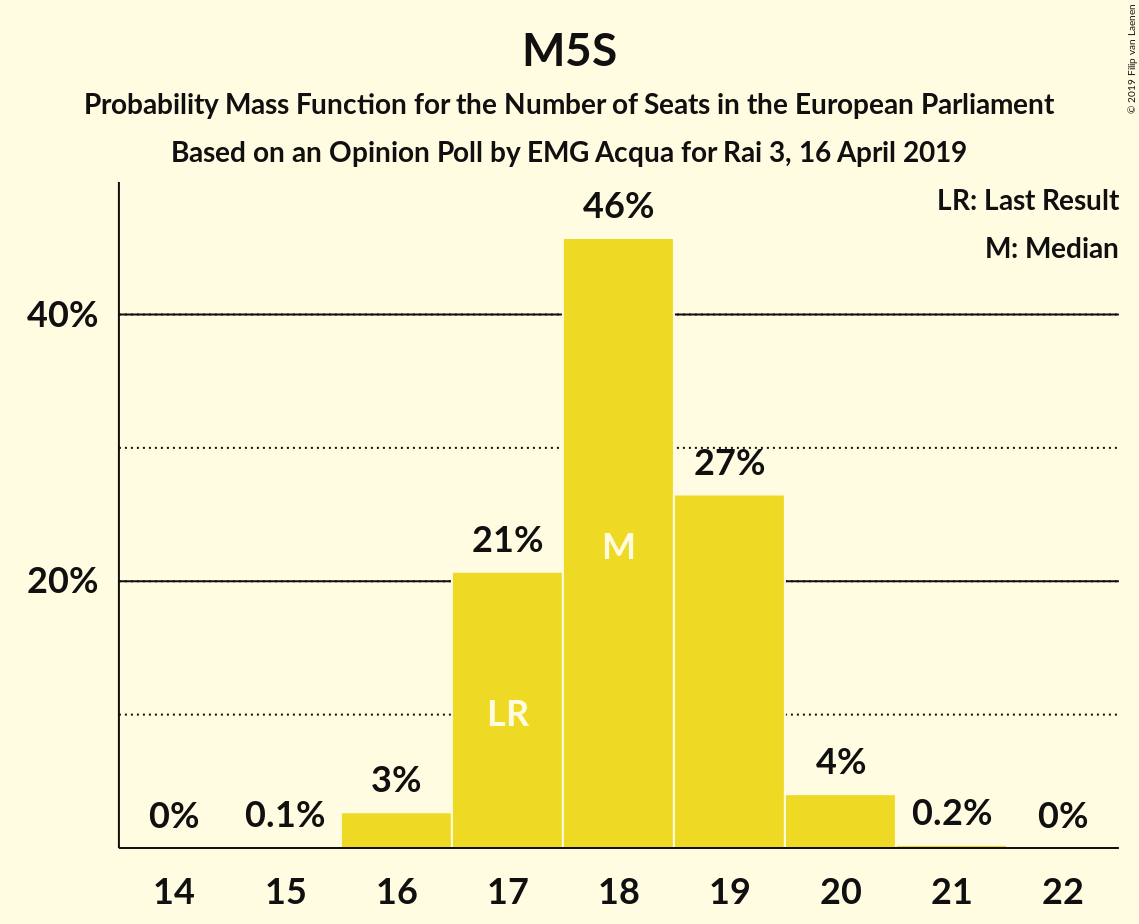 M5S
Probability Mass Function for the Number of Seats in the European Parliament
Based on an Opinion Poll by EMG Acqua for Rai 3, 16 April 2019
© 2019 Filip van Laenen
LR: Last Result
M: Median
46%
40%
27%
21%
M
20%
LR
3%
4%
0%
0.1%
0.2%
0%
14 15 16 17 18 19 20 21 22